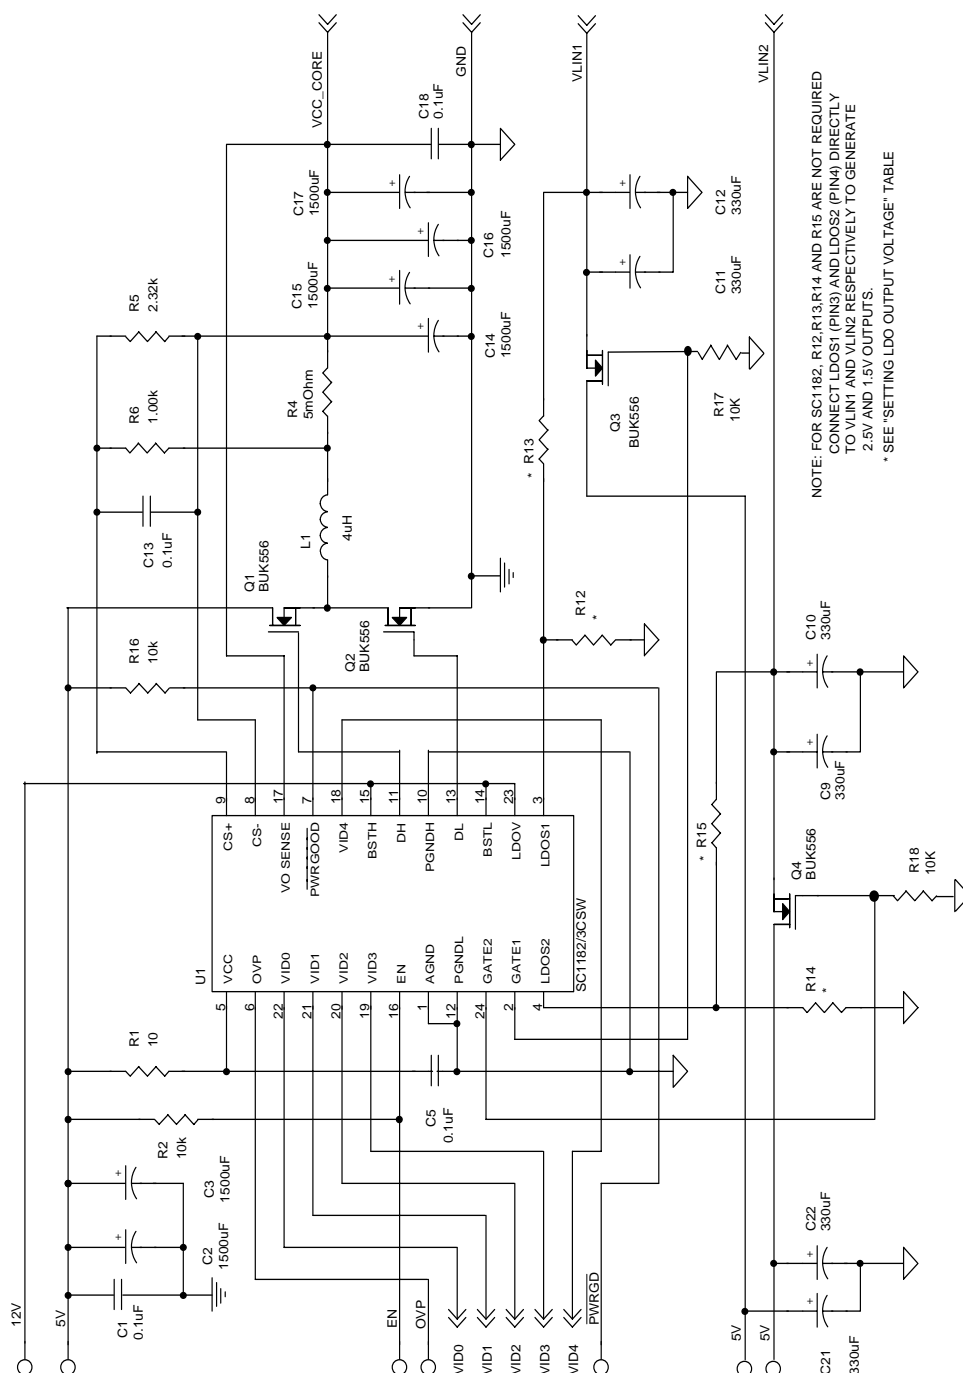 12V
5V
C1
0.1uF
C2
1500uF
C3
1500uF
R2
10k
R1
10
EN
OVP
VID0
VID1
VID2
VID3
VID4
PWRGD
5V
5V
C21
330uF
C22
330uF
C5
0.1uF
U1
5 VCC
6 OVP
22 VID0
21 VID1
20 VID2
19 VID3
16 EN
1 AGND
12 PGNDL
24 GATE2
2 GATE1
4 LDOS2
CS+ 9
CS- 8
VO SENSE 17
PWRGOOD 7
VID4 18
BSTH 15
DH 11
PGNDH 10
DL 13
BSTL 14
LDOV 23
LDOS1 3
SC1182/3CSW
R16
10k
Q1
BUK556
Q2
BUK556
C13
0.1uF
R6
1.00k
R5
2.32k
L1
4uH
R4
5mOhm
C14
1500uF
C15
1500uF
C16
1500uF
C17
1500uF
C18
0.1uF
VCC_CORE
GND
VLIN1
VLIN2
R12
*
* R13
Q3
BUK556
R17
10K
C11
330uF
C12
330uF
R14
*
* R15
Q4
BUK556
R18
10K
C9
330uF
C10
330uF
NOTE: FOR SC1182, R12,R13,R14 AND R15 ARE NOT REQUIRED
CONNECT LDOS1 (PIN3) AND LDOS2 (PIN4) DIRECTLY
TO VLIN1 AND VLIN2 RESPECTIVELY TO GENERATE
2.5V AND 1.5V OUTPUTS.
* SEE "SETTING LDO OUTPUT VOLTAGE" TABLE